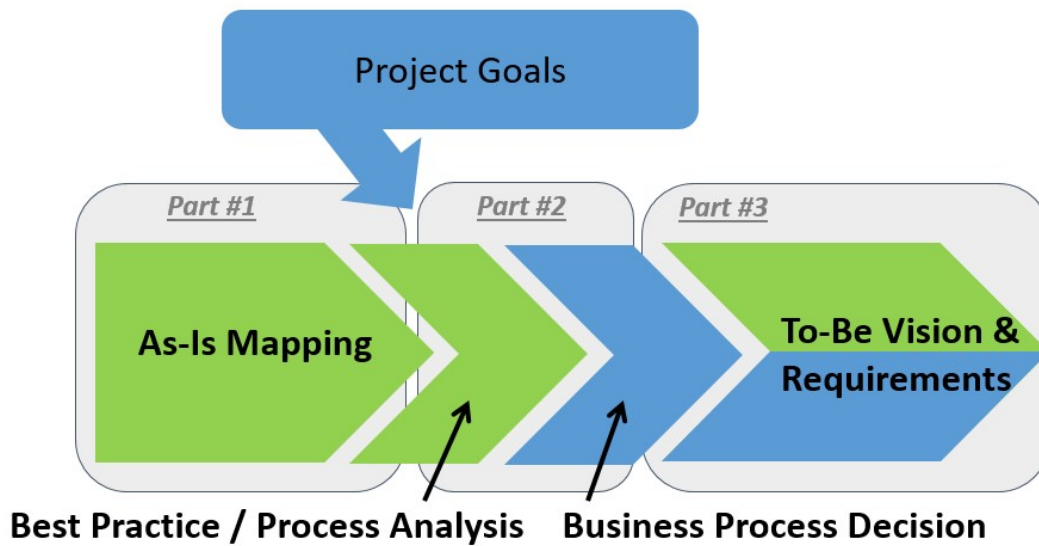 Project Goals
Part #1
Part #2
Part #3
As-Is Mapping
To-Be Vision &
Requirements
Best Practice / Process Analysis
Business Process Decision